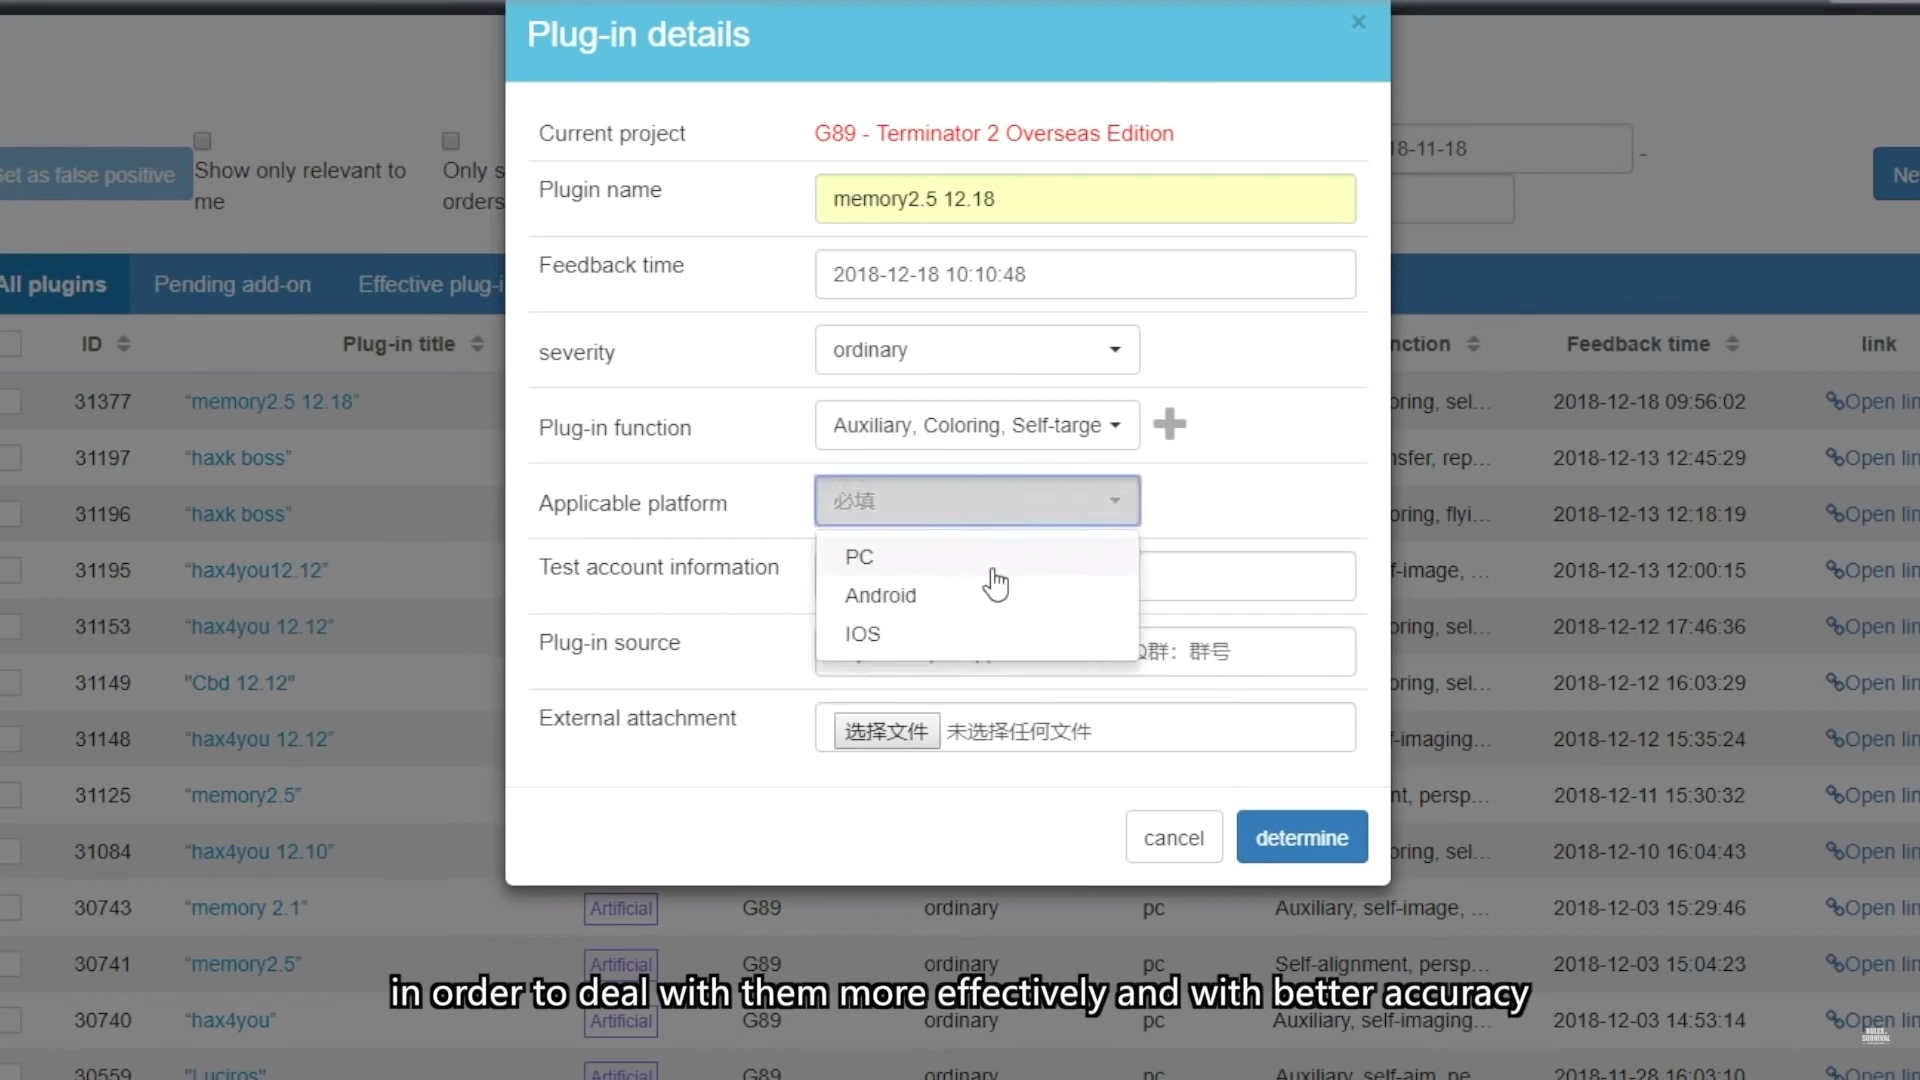 Plug-in details
×
Current project
G89 - Terminator 2 Overseas Edition
Plugin name
memory2.5 12.18
Feedback time
2018-12-18 10:10:48
severity
ordinary
Plug-in function
Auxiliary, Coloring, Self-targe
Applicable platform
必填
PC
Android
IOS
Test account information
Plug-in source
群：群号
External attachment
选择文件 未选择任何文件
cancel
determine
Set as false positive
Show only relevant to
me
Only s
orders
8-11-18
-
Ne
All plugins
Pending add-on
Effective plug-i
ID
Plug-in title
nction
Feedback time
link
31377 “memory2.5 12.18” oring, sel... 2018-12-18 09:56:02 Open lin
31197 “haxk boss” nsfer, rep... 2018-12-13 12:45:29 Open lin
31196 “haxk boss” oring, flyi... 2018-12-13 12:18:19 Open lin
31195 “hax4you12.12” f-image, ... 2018-12-13 12:00:15 Open lin
31153 “hax4you 12.12” oring, sel... 2018-12-12 17:46:36 Open lin
31149 "Cbd 12.12" oring, sel... 2018-12-12 16:03:29 Open lin
31148 “hax4you 12.12” f-imaging... 2018-12-12 15:35:24 Open lin
31125 “memory2.5” nt, persp... 2018-12-11 15:30:32 Open lin
31084 “hax4you 12.10” oring, sel... 2018-12-10 16:04:43 Open lin
30743 “memory 2.1” Artificial G89 ordinary pc Auxiliary, self-image, ... 2018-12-03 15:29:46 Open lin
30741 “memory2.5” Artificial G89 ordinary pc Self-alignment, persp... 2018-12-03 15:04:23 Open lin
in order to deal with them more effectively and with better accuracy
30740 “hax4you” Artificial G89 ordinary pc Auxiliary, self-imaging... 2018-12-03 14:53:14 Open lin
30559 "Luciros" Artificial G89 ordinary pc Auxiliary, self-aim, pe... 2018-11-28 16:03:10 Open lin
RULES OF
SURVIVAL